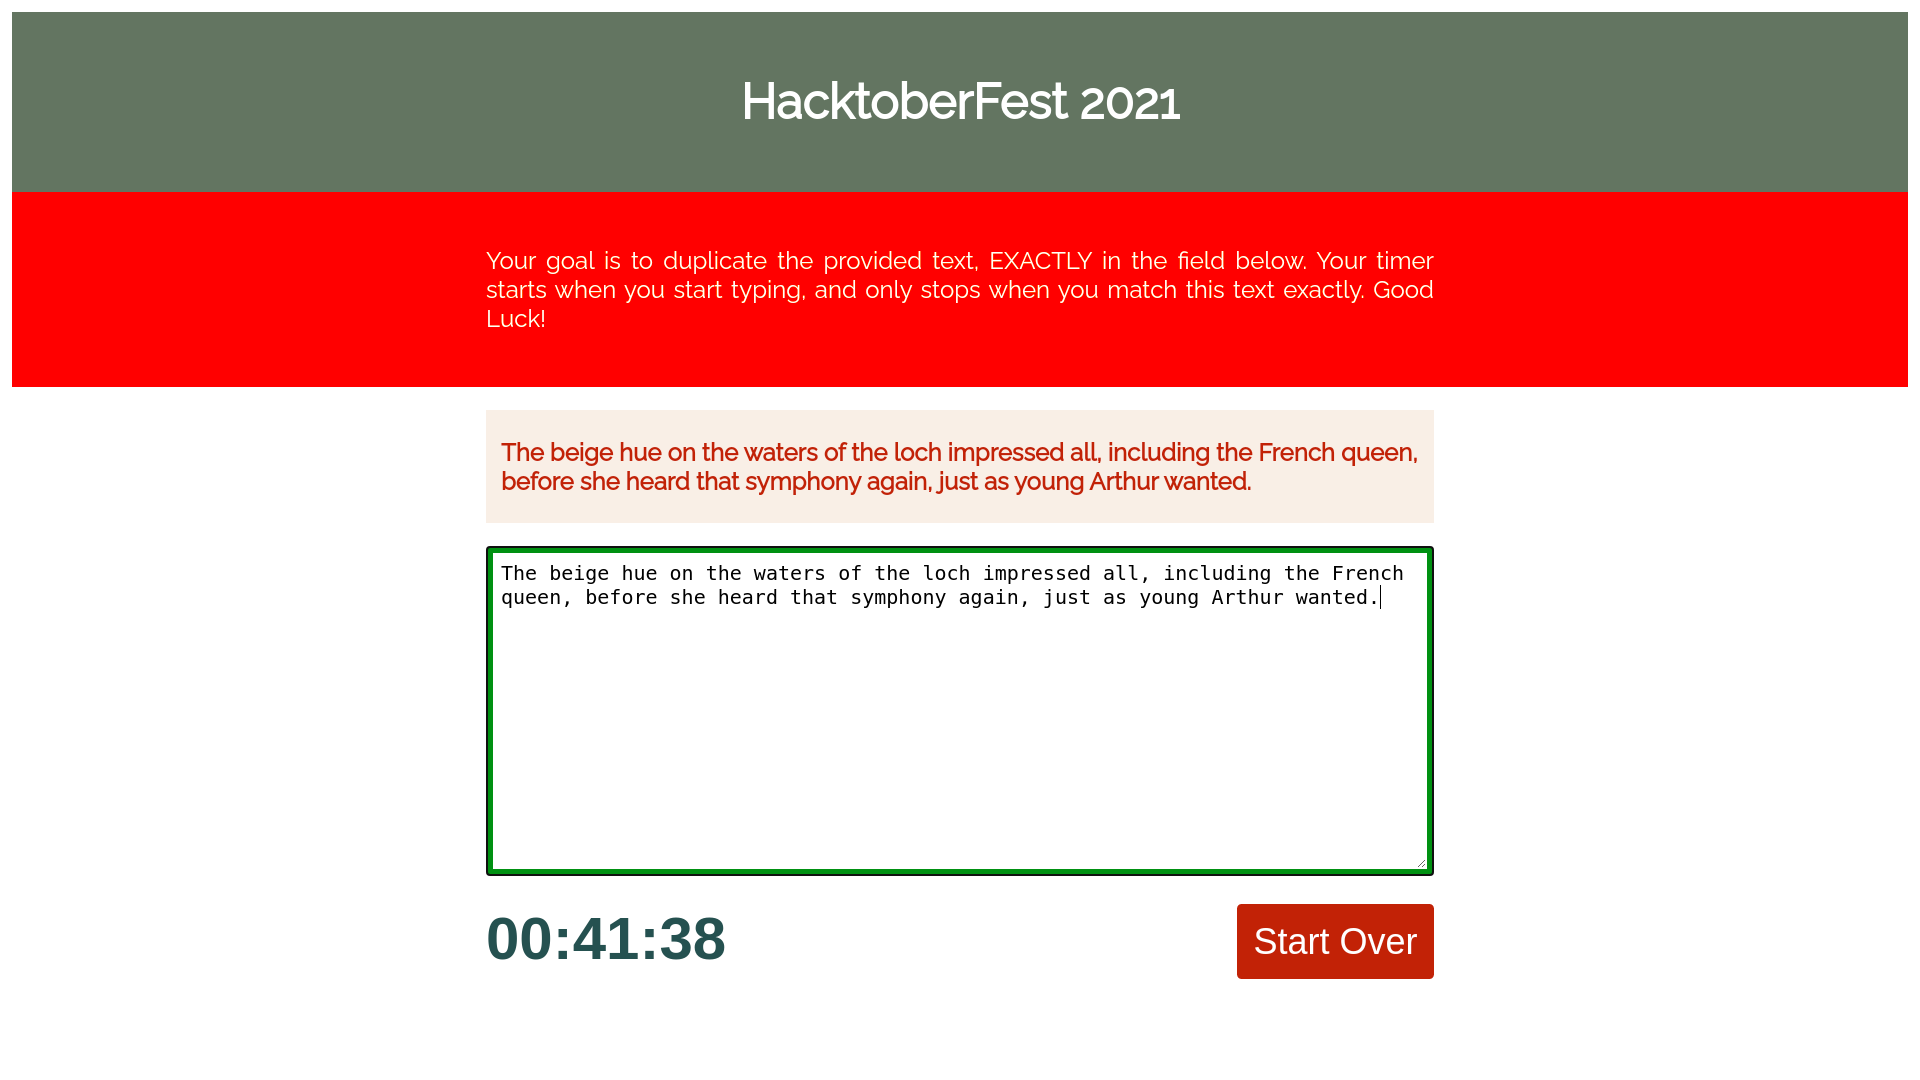 HacktoberFest 2021
Your goal is to duplicate the provided text, EXACTLY in the field below. Your timer
starts when you start typing, and only stops when you match this text exactly. Good
Luck!
The beige hue on the waters of the loch impressed all, including the French queen,
before she heard that symphony again, just as young Arthur wanted.
The beige hue on the waters of the loch impressed all, including the French
queen, before she heard that symphony again, just as young Arthur wanted.
00:41:38
Start Over